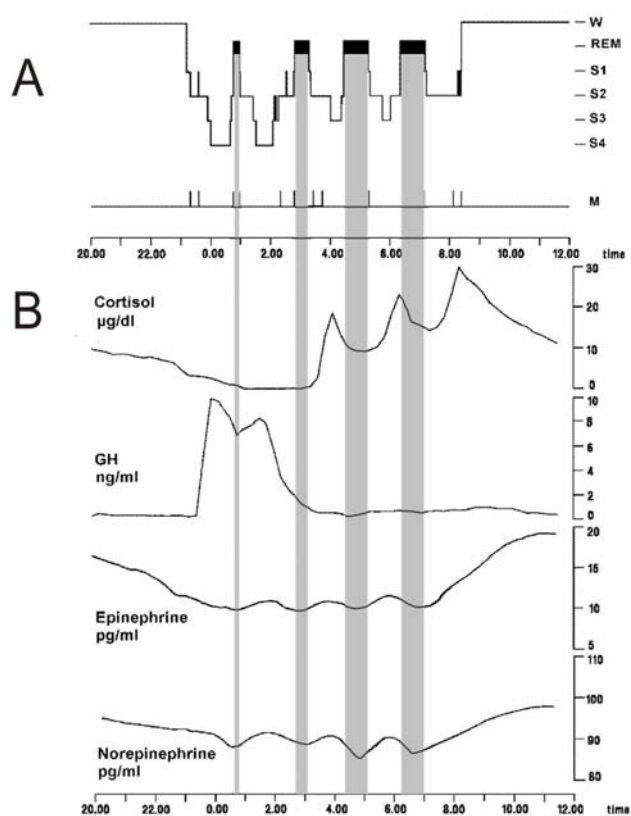 A
W
REM
S1
S2
S3
S4
M
20.00 22.00 0.00 2.00 4.00 6.00 8.00 10.00 12.00 time
B
Cortisol
µg/dl
30
20
10
0
GH
ng/ml
10
8
6
4
2
0
Epinephrine
pg/ml
20
15
10
5
Norepinephrine
pg/ml
110
100
90
80
20.00 22.00 0.00 2.00 4.00 6.00 8.00 10.00 12.00 time